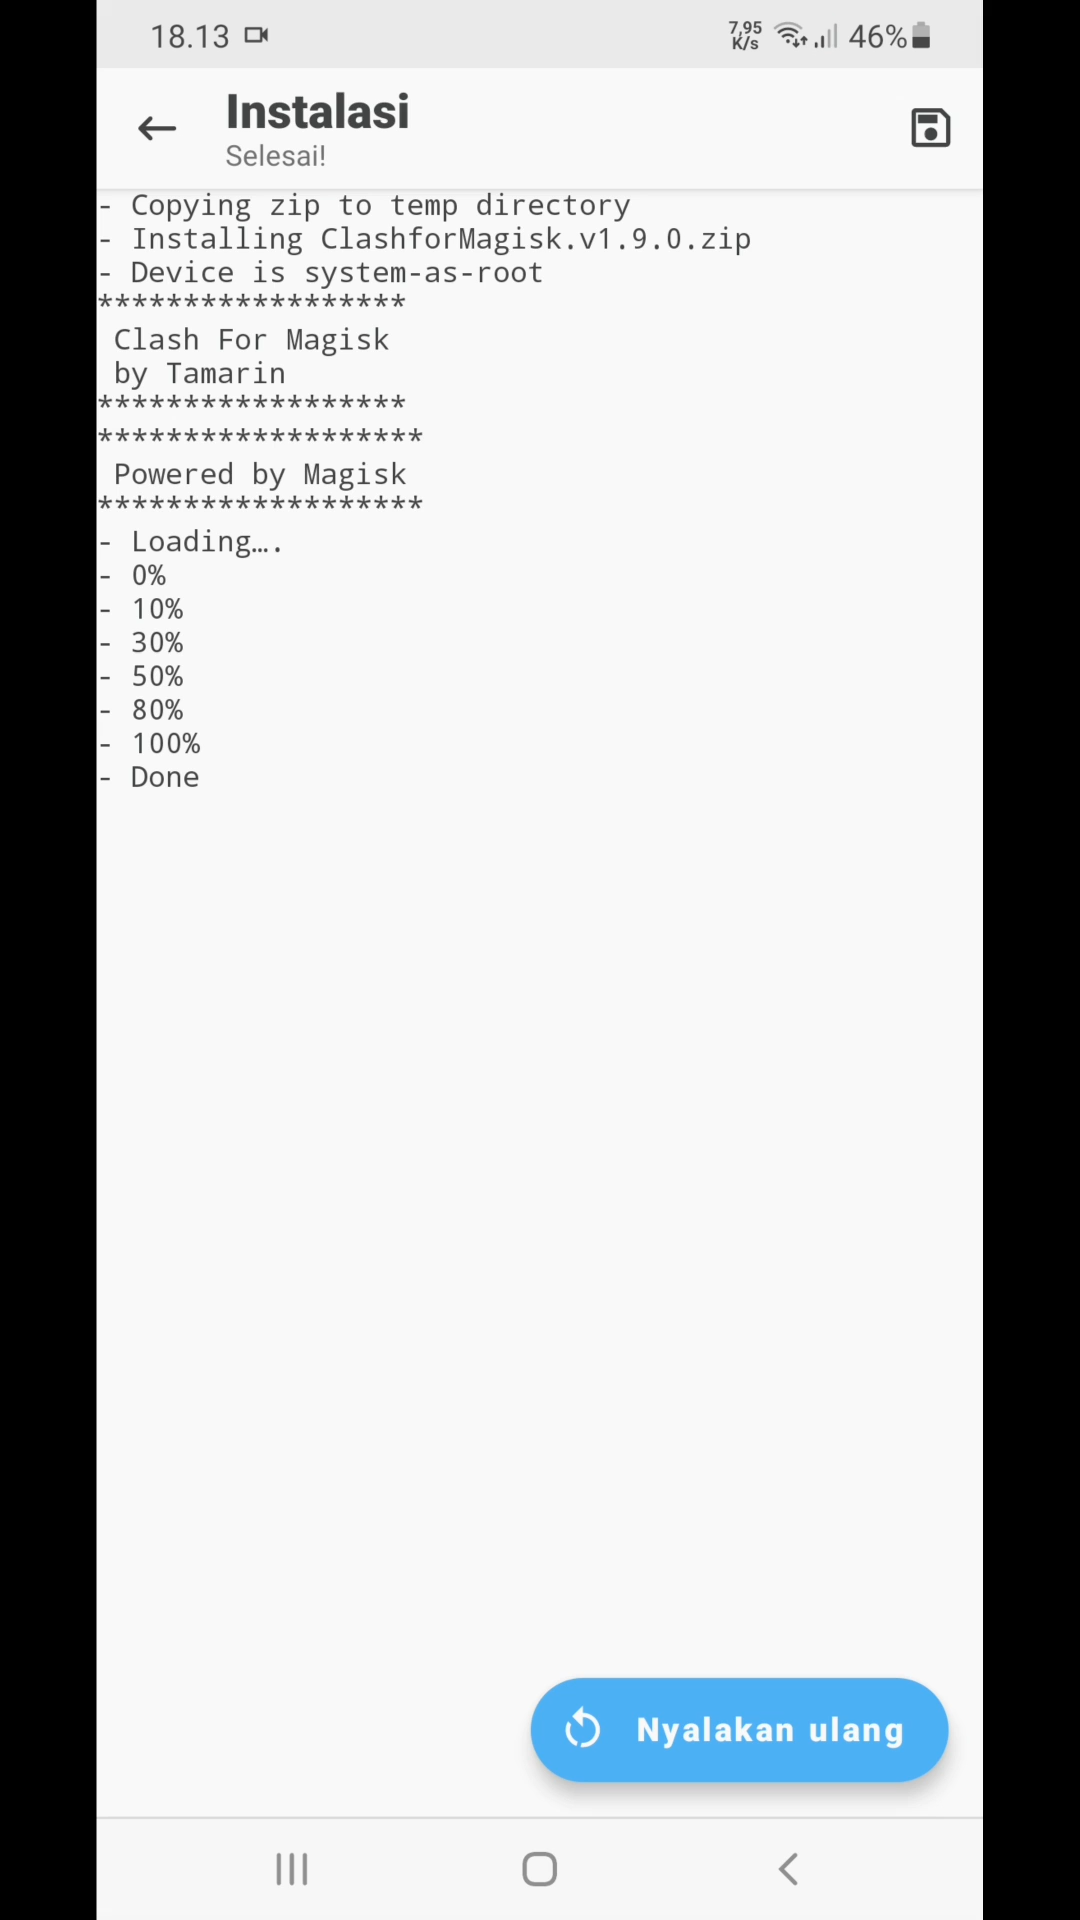 18.13
7,95
K/s
46%
Instalasi
Selesai!
- Copying zip to temp directory
- Installing ClashforMagisk.v1.9.0.zip
- Device is system-as-root
******************
Clash For Magisk
by Tamarin
******************
*******************
Powered by Magisk
*******************
- Loading….
- 0%
- 10%
- 30%
- 50%
- 80%
- 100%
- Done
Nyalakan ulang